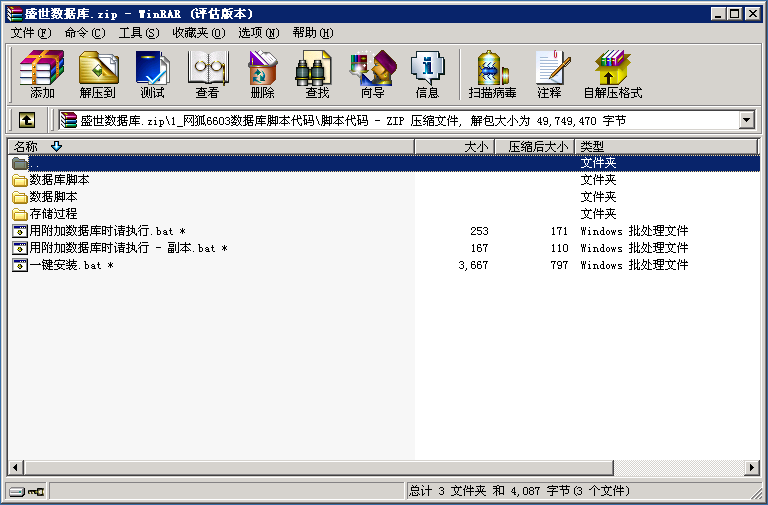 盛世数据库.zip - WinRAR (评估版本)
文件(F) 命令(C) 工具(S) 收藏夹(O) 选项(N) 帮助(H)
添加 解压到 测试 查看 删除 查找 向导 信息 扫描病毒 注释 自解压格式
盛世数据库.zip\1_网狐6603数据库脚本代码\脚本代码 - ZIP 压缩文件, 解包大小为 49,749,470 字节
名称 大小 压缩后大小 类型
.. 文件夹
数据库脚本 文件夹
数据脚本 文件夹
存储过程 文件夹
用附加数据库时请执行.bat * 253 171 Windows 批处理文件
用附加数据库时请执行 - 副本.bat * 167 110 Windows 批处理文件
一键安装.bat * 3,667 797 Windows 批处理文件
总计 3 文件夹 和 4,087 字节(3 个文件)